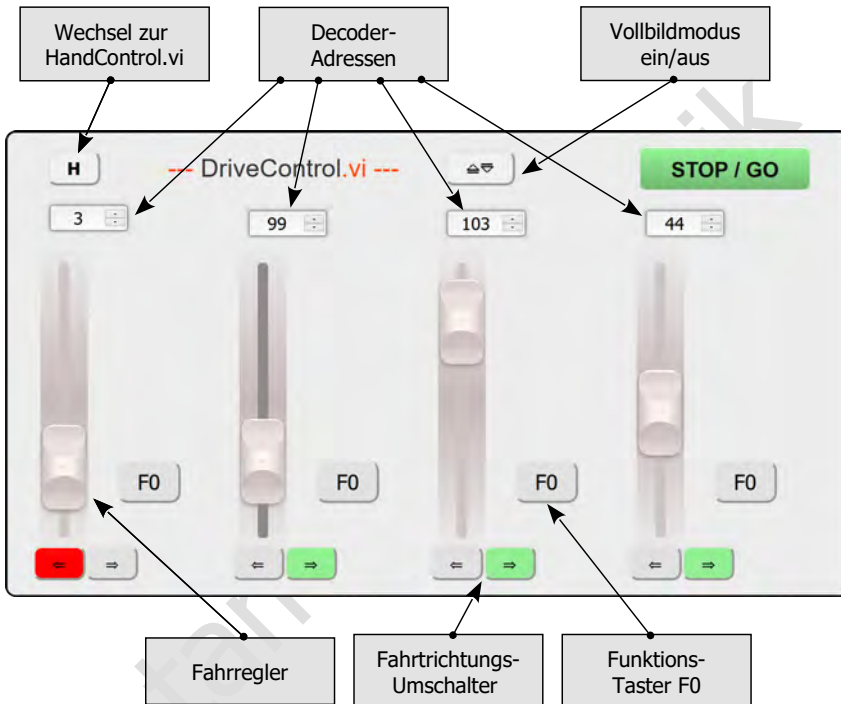 Wechsel zur
HandControl.vi
Decoder-
Adressen
Vollbildmodus
ein/aus
H
--- DriveControl.vi ---
STOP / GO
3
99
103
44
F0
F0
F0
F0
⇐ ⇒
⇐ ⇒
⇐ ⇒
⇐ ⇒
Fahrregler
Fahrtrichtungs-
Umschalter
Funktions-
Taster F0